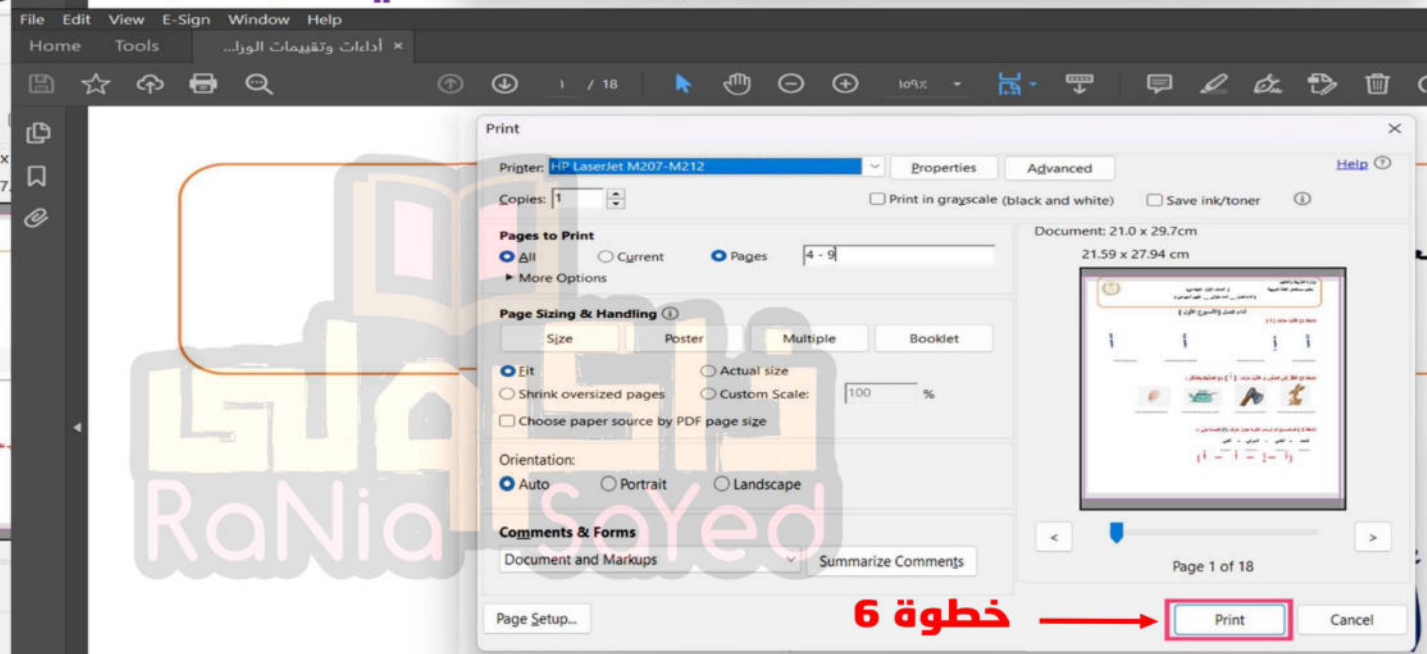 File Edit View E-Sign Window Help
Home Tools أداءات وتقييمات الوزا... ×
١ / 18 ١٠٩٪
Print
Printer: HP LaserJet M207-M212 Properties Advanced Help
Copies: 1 Print in grayscale (black and white) Save ink/toner
Pages to Print
All Current Pages 4 - 9
More Options
Document: 21.0 x 29.7cm
21.59 x 27.94 cm
Page Sizing & Handling
Size Poster Multiple Booklet
Fit Actual size
Shrink oversized pages Custom Scale: 100 %
Choose paper source by PDF page size
Orientation:
Auto Portrait Landscape
Comments & Forms
Document and Markups Summarize Comments
< >
Page 1 of 18
RaNia SaYed
Page Setup... خطوة 6 Print Cancel